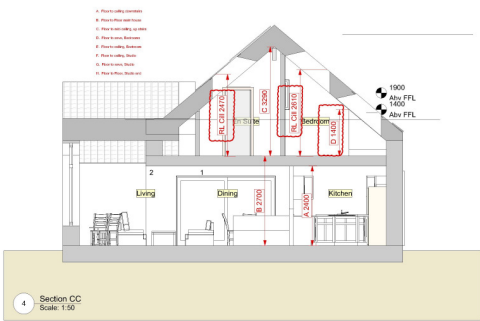 A. Floor to ceiling, downstairs
B. Floor to Floor main house
C. Floor to mid ceiling, up stairs
D. Floor to eave, Bedroom
E. Floor to ceiling, Bedroom
F. Floor to ceiling, Studio
G. Floor to eave, Studio
H. Floor to Floor, Studio end
1900
Abv FFL
1400
Abv FFL
RL Cill 2470
C 3290
RL Cill 2610
D 1400
En Suite
Bedroom
2
1
Living
Dining
Kitchen
B 2700
A 2400
4
Section CC
Scale: 1:50